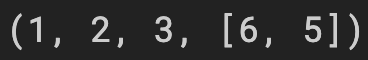 (1, 2, 3, [6, 5])